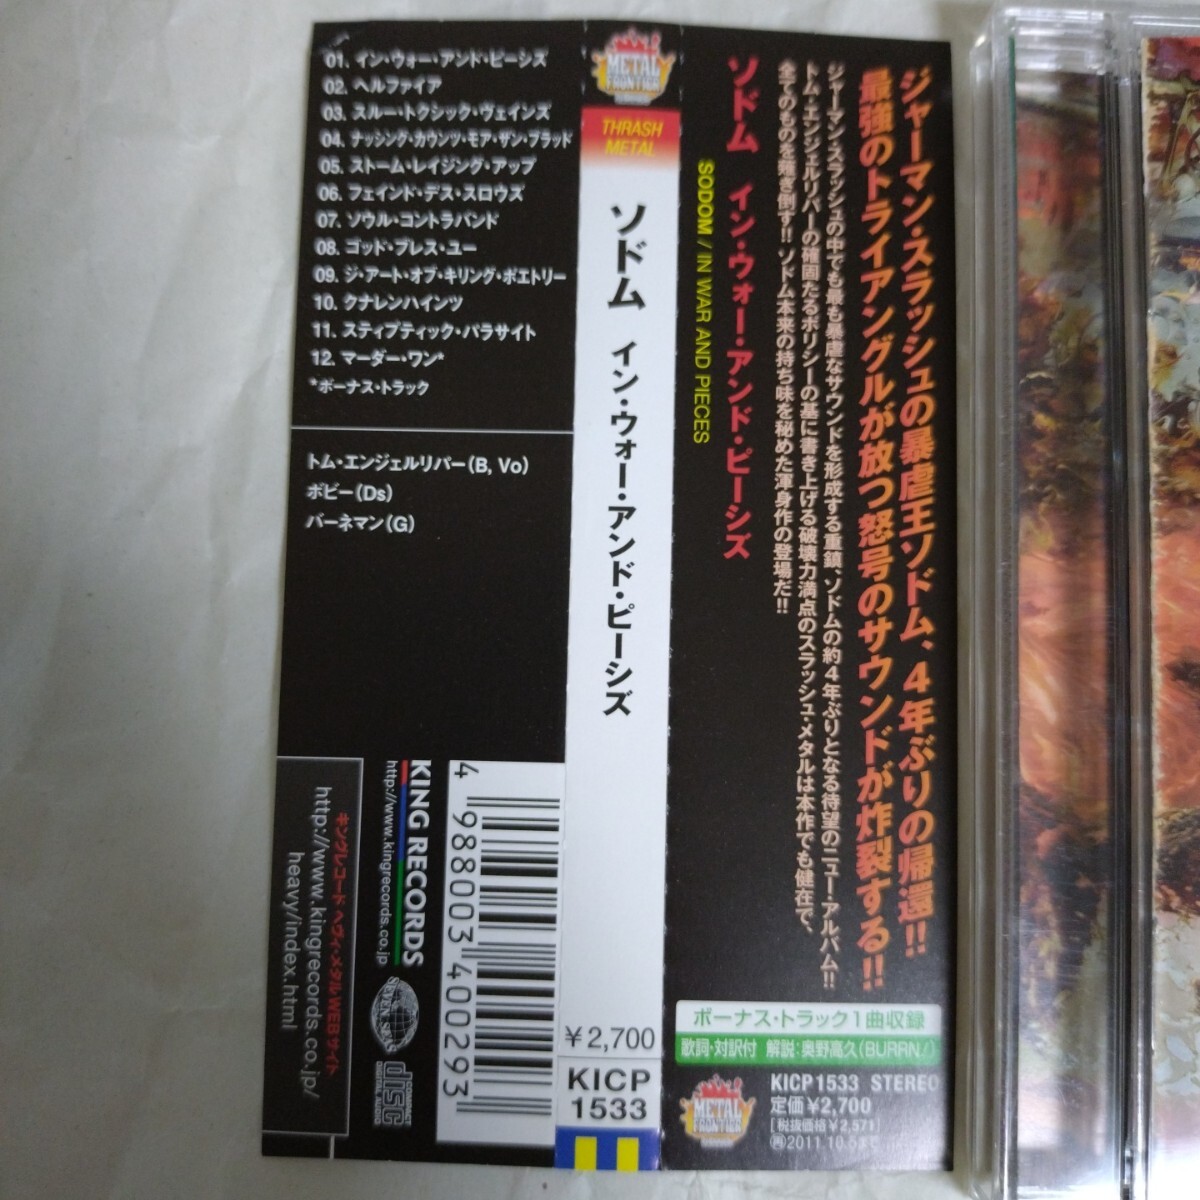 01. イン・ウォー・アンド・ピーシズ
02. ヘルファイア
03. スルー・トクシック・ヴェインズ
04. ナッシング・カウンツ・モア・ザン・ブラッド
05. ストーム・レイジング・アップ
06. フェインド・デス・スロウズ
07. ソウル・コントラバンド
08. ゴッド・ブレス・ユー
09. ジ・アート・オブ・キリング・ポエトリー
10. クナレンハインツ
11. スティプティック・パラサイト
12. マーダー・ワン*
*ボーナス・トラック
トム・エンジェルリパー(B, Vo)
ボビー(Ds)
バーネマン(G)
キングレコード ヘヴィ・メタルWEBサイト
http://www.kingrecords.co.jp/
heavy/index.html
KING RECORDS
http://www.kingrecords.co.jp
SEVEN SEAS
COMPACT
disc
DIGITAL AUDIO
4 988003 400293
METAL
FRONTIER
THRASH
METAL
ソドム イン・ウォー・アンド・ピーシズ
¥2,700
KICP
1533
ジャーマン・スラッシュの暴虐王ソドム、4年ぶりの帰還!!
最強のトライアングルが放つ怒号のサウンドが炸裂する!!
ジャーマン・スラッシュの中でも最も暴虐なサウンドを形成する重鎮、ソドムの約4年ぶりとなる待望のニュー・アルバム!!
トム・エンジェルリパーの確固たるポリシーの基に書き上げる破壊力満点のスラッシュ・メタルは本作でも健在で、
全てのものを薙ぎ倒す!! ソドム本来の持ち味を秘めた渾身作の登場だ!!
ソドム イン・ウォー・アンド・ピーシズ
SODOM / IN WAR AND PIECES
ボーナス・トラック1曲収録
歌詞・対訳付 解説:奥野高久(BURRN!)
METAL
FRONTIER
KICP1533 STEREO
定価¥2,700
[税抜価格¥2,571]
㊥2011.10.5まで